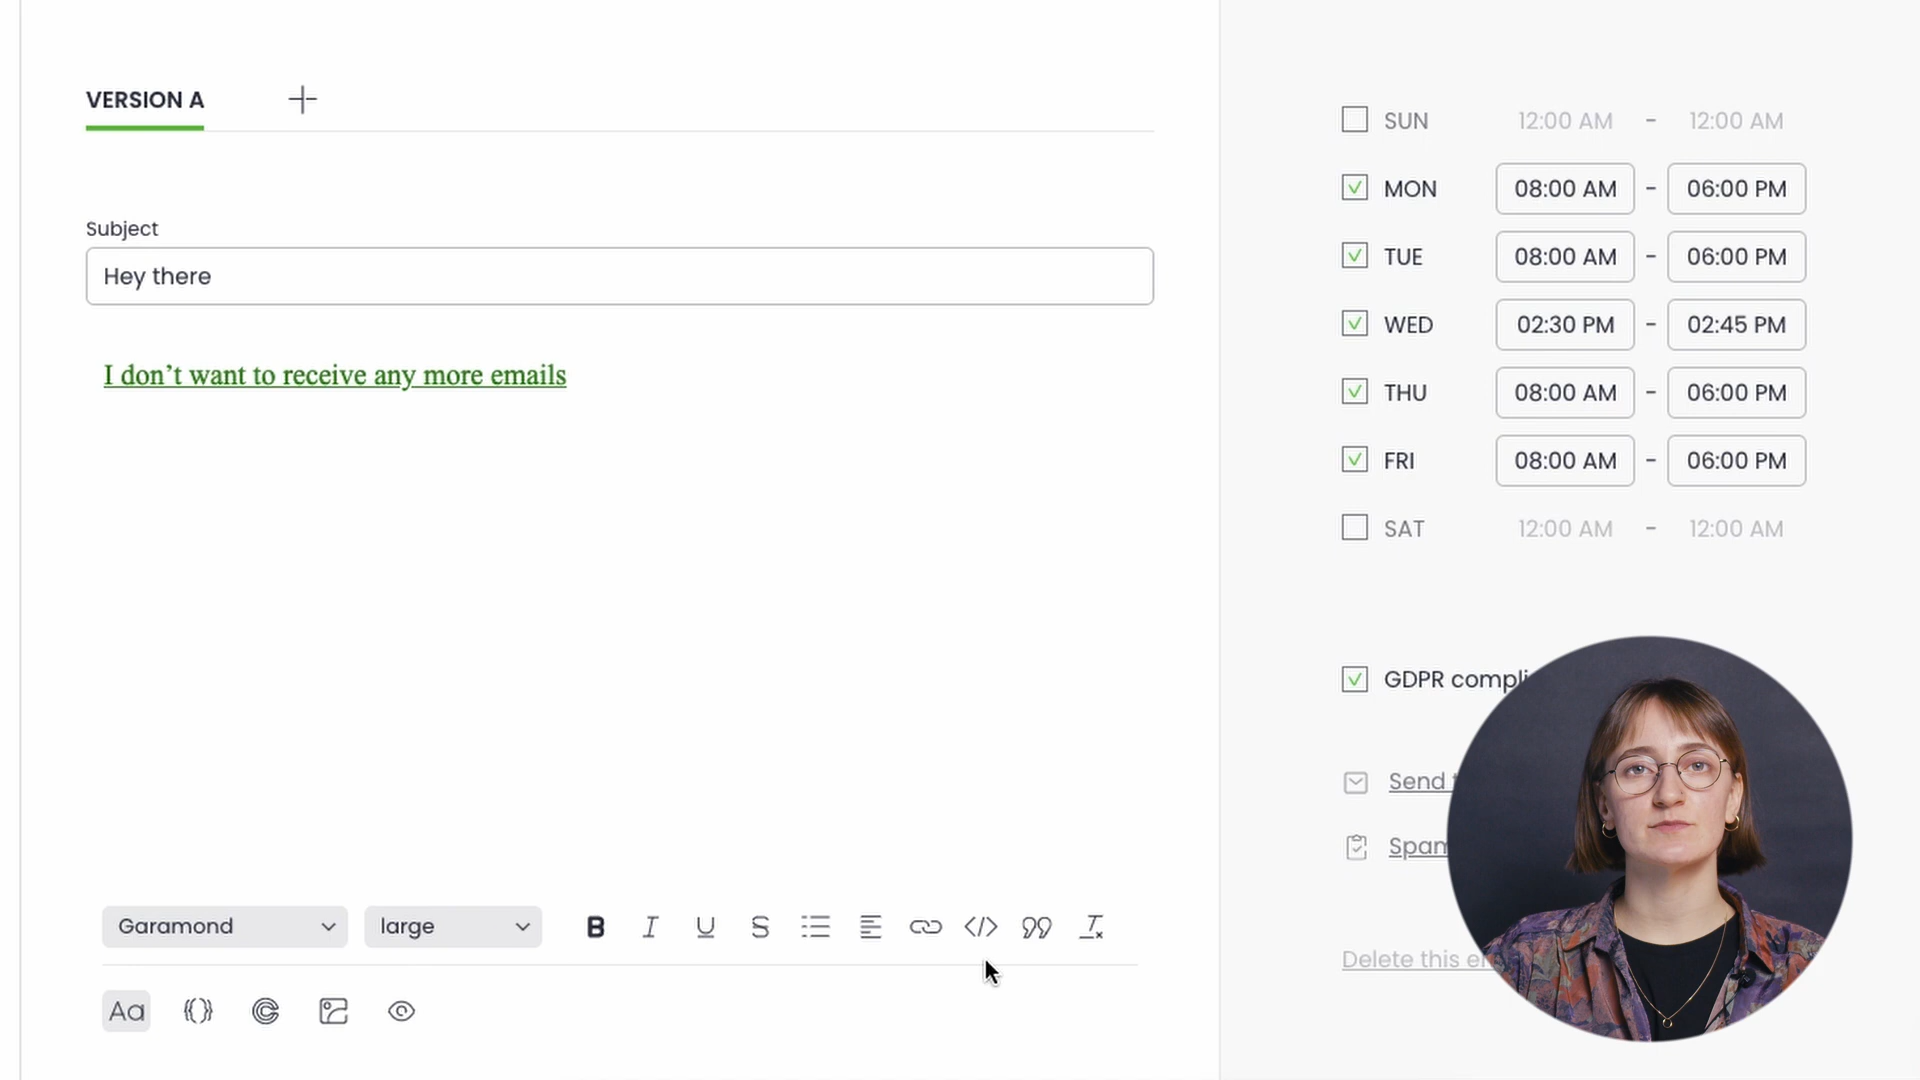 VERSION A
Subject
Hey there
I don’t want to receive any more emails
Garamond
large
B I U S
Aa
SUN 12:00 AM - 12:00 AM
MON 08:00 AM - 06:00 PM
TUE 08:00 AM - 06:00 PM
WED 02:30 PM - 02:45 PM
THU 08:00 AM - 06:00 PM
FRI 08:00 AM - 06:00 PM
SAT 12:00 AM - 12:00 AM
GDPR compli
Send
Spam
Delete this e